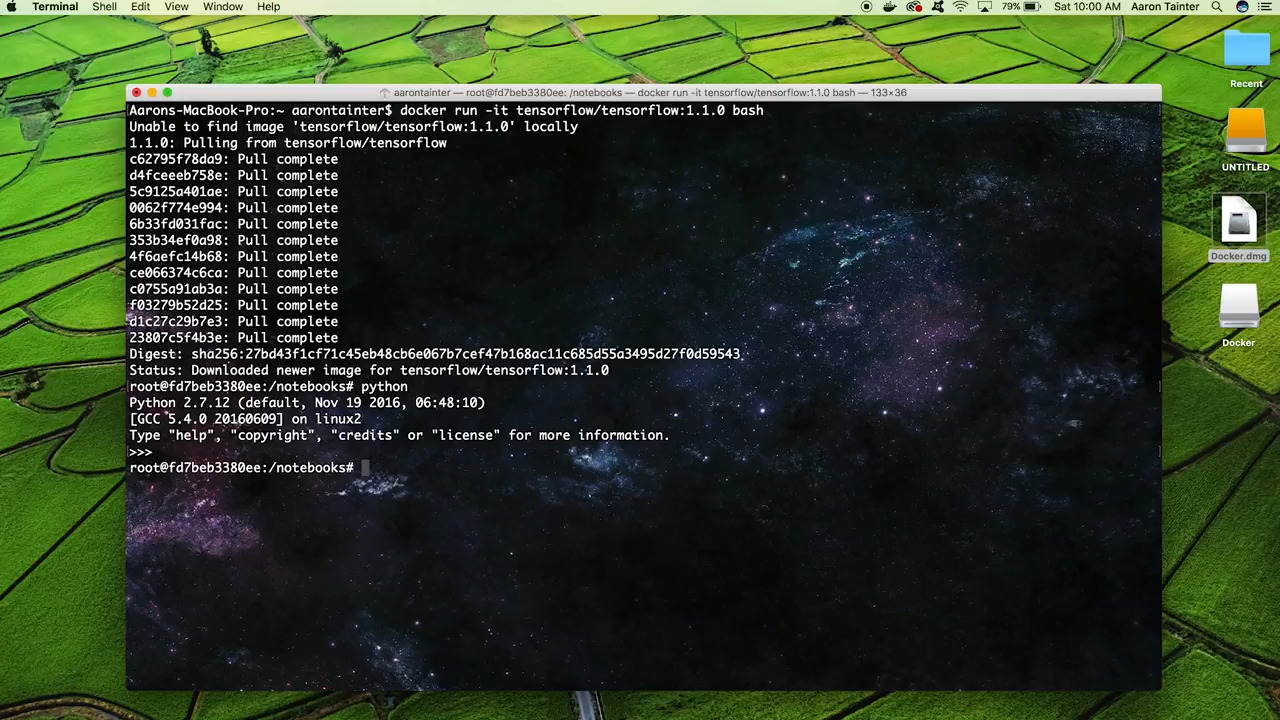 Terminal Shell Edit View Window Help 79% Sat 10:00 AM Aaron Tainter
aarontainter — root@fd7beb3380ee: /notebooks — docker run -it tensorflow/tensorflow:1.1.0 bash — 133×36
Aarons-MacBook-Pro:~ aarontainter$ docker run -it tensorflow/tensorflow:1.1.0 bash
Unable to find image 'tensorflow/tensorflow:1.1.0' locally
1.1.0: Pulling from tensorflow/tensorflow
c62795f78da9: Pull complete
d4fceeeb758e: Pull complete
5c9125a401ae: Pull complete
0062f774e994: Pull complete
6b33fd031fac: Pull complete
353b34ef0a98: Pull complete
4f6aefc14b68: Pull complete
ce066374c6ca: Pull complete
c0755a91ab3a: Pull complete
f03279b52d25: Pull complete
d1c27c29b7e3: Pull complete
23807c5f4b3e: Pull complete
Digest: sha256:27bd43f1cf71c45eb48cb6e067b7cef47b168ac11c685d55a3495d27f0d59543
Status: Downloaded newer image for tensorflow/tensorflow:1.1.0
root@fd7beb3380ee:/notebooks# python
Python 2.7.12 (default, Nov 19 2016, 06:48:10)
[GCC 5.4.0 20160609] on linux2
Type "help", "copyright", "credits" or "license" for more information.
>>>
root@fd7beb3380ee:/notebooks#
Recent
UNTITLED
Docker.dmg
Docker